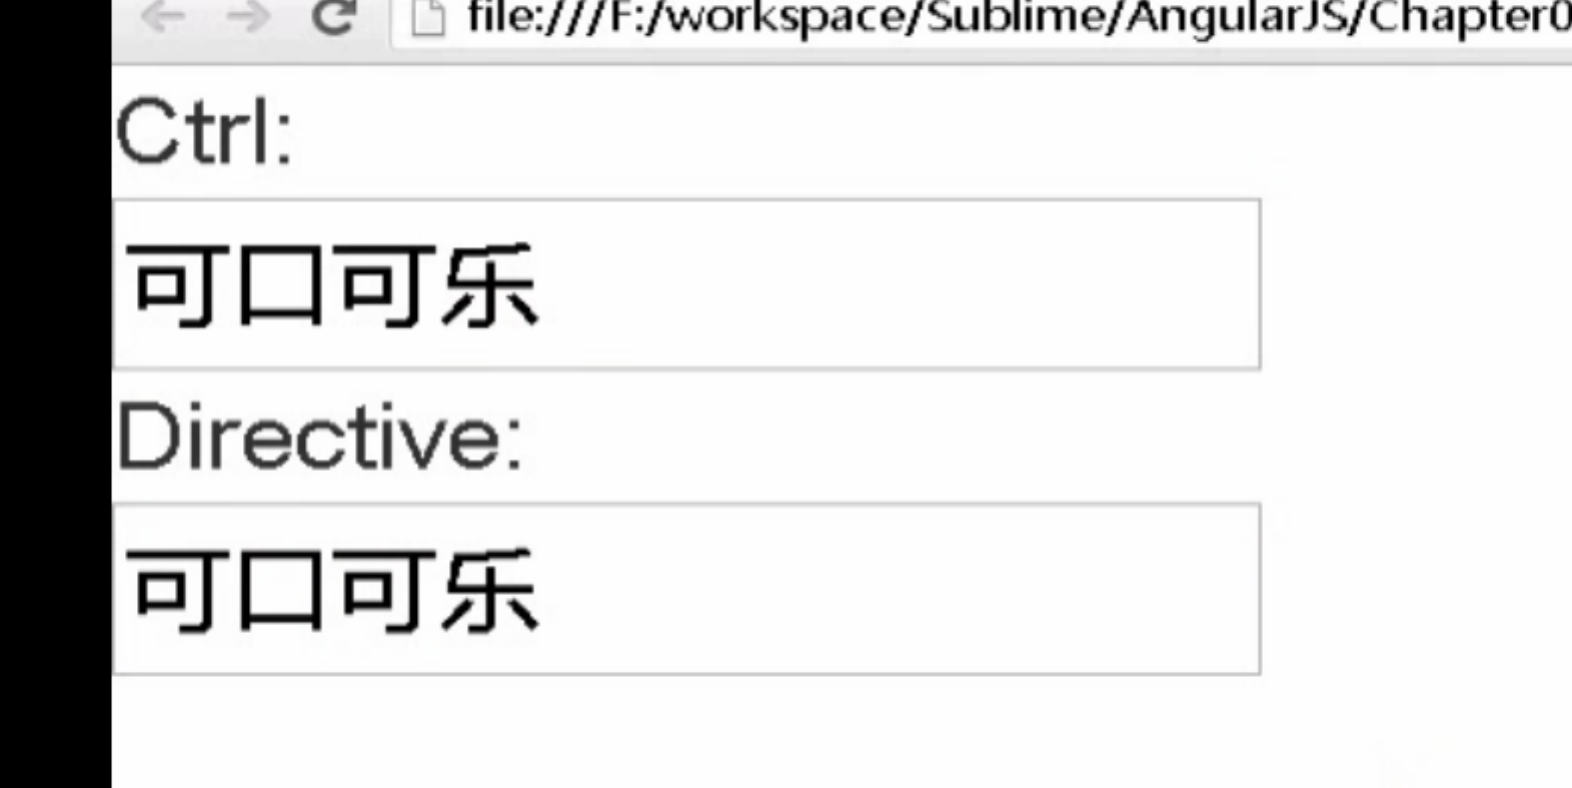 file:///F:/workspace/Sublime/AngularJS/Chapter0
Ctrl:
可口可乐
Directive:
可口可乐